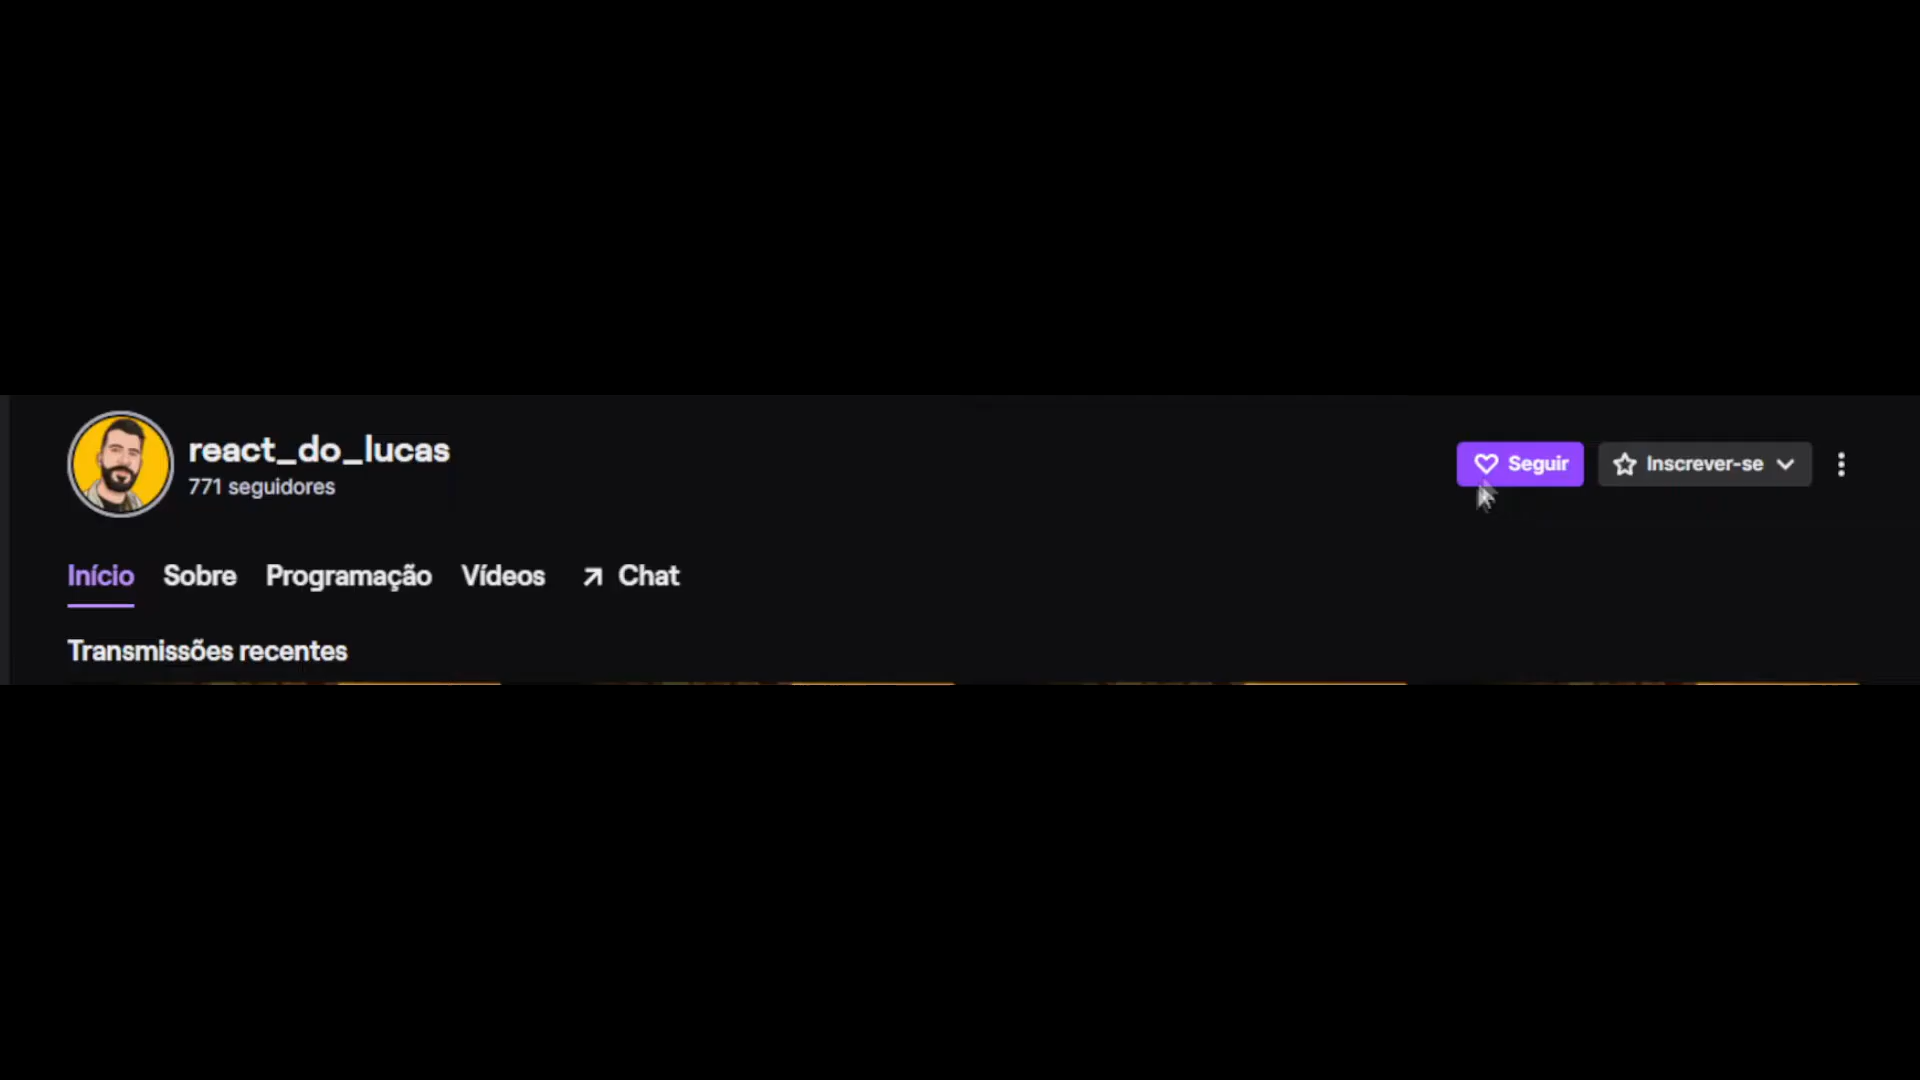 react_do_lucas
771 seguidores
Seguir
Inscrever-se
Início Sobre Programação Vídeos Chat
Transmissões recentes